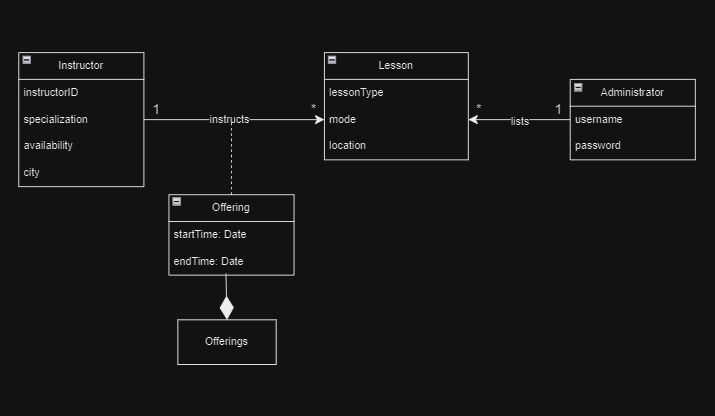 Instructor
instructorID
specialization
availability
city
1
instructs
*
Lesson
lessonType
mode
location
*
lists
1
Administrator
username
password
Offering
startTime: Date
endTime: Date
Offerings